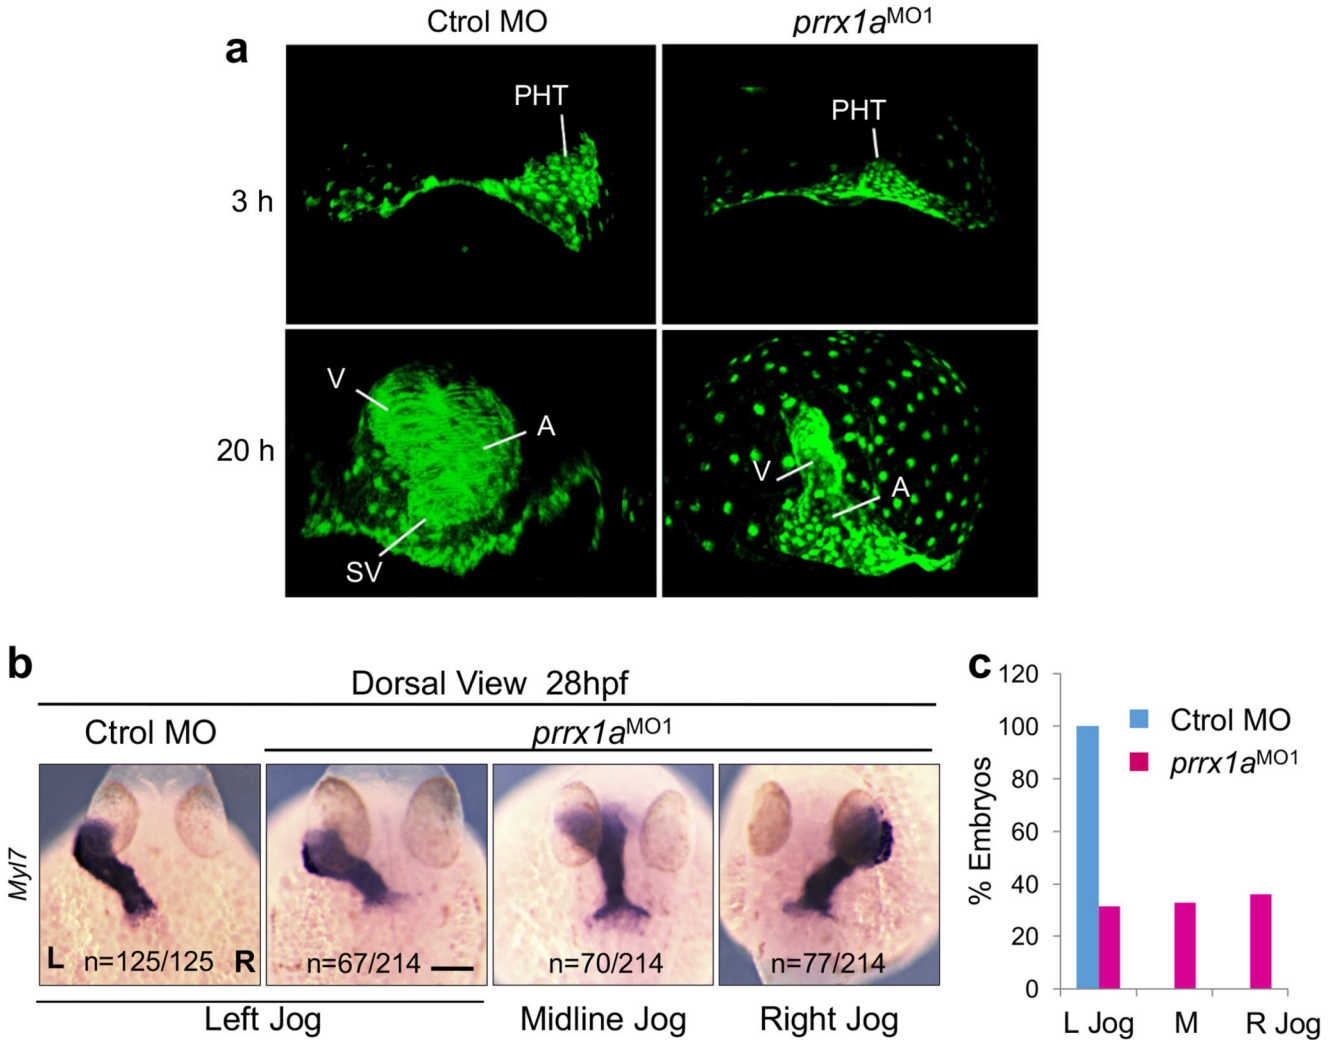 a
Ctrol MO
prrx1aMO1
3 h
PHT
PHT
20 h
V
A
SV
V
A
b
Dorsal View 28hpf
Ctrol MO
prrx1aMO1
Myl7
L n=125/125 R
n=67/214
n=70/214
n=77/214
Left Jog
Midline Jog
Right Jog
c
% Embryos
120
100
80
60
40
20
0
Ctrol MO
prrx1aMO1
L Jog
M
R Jog